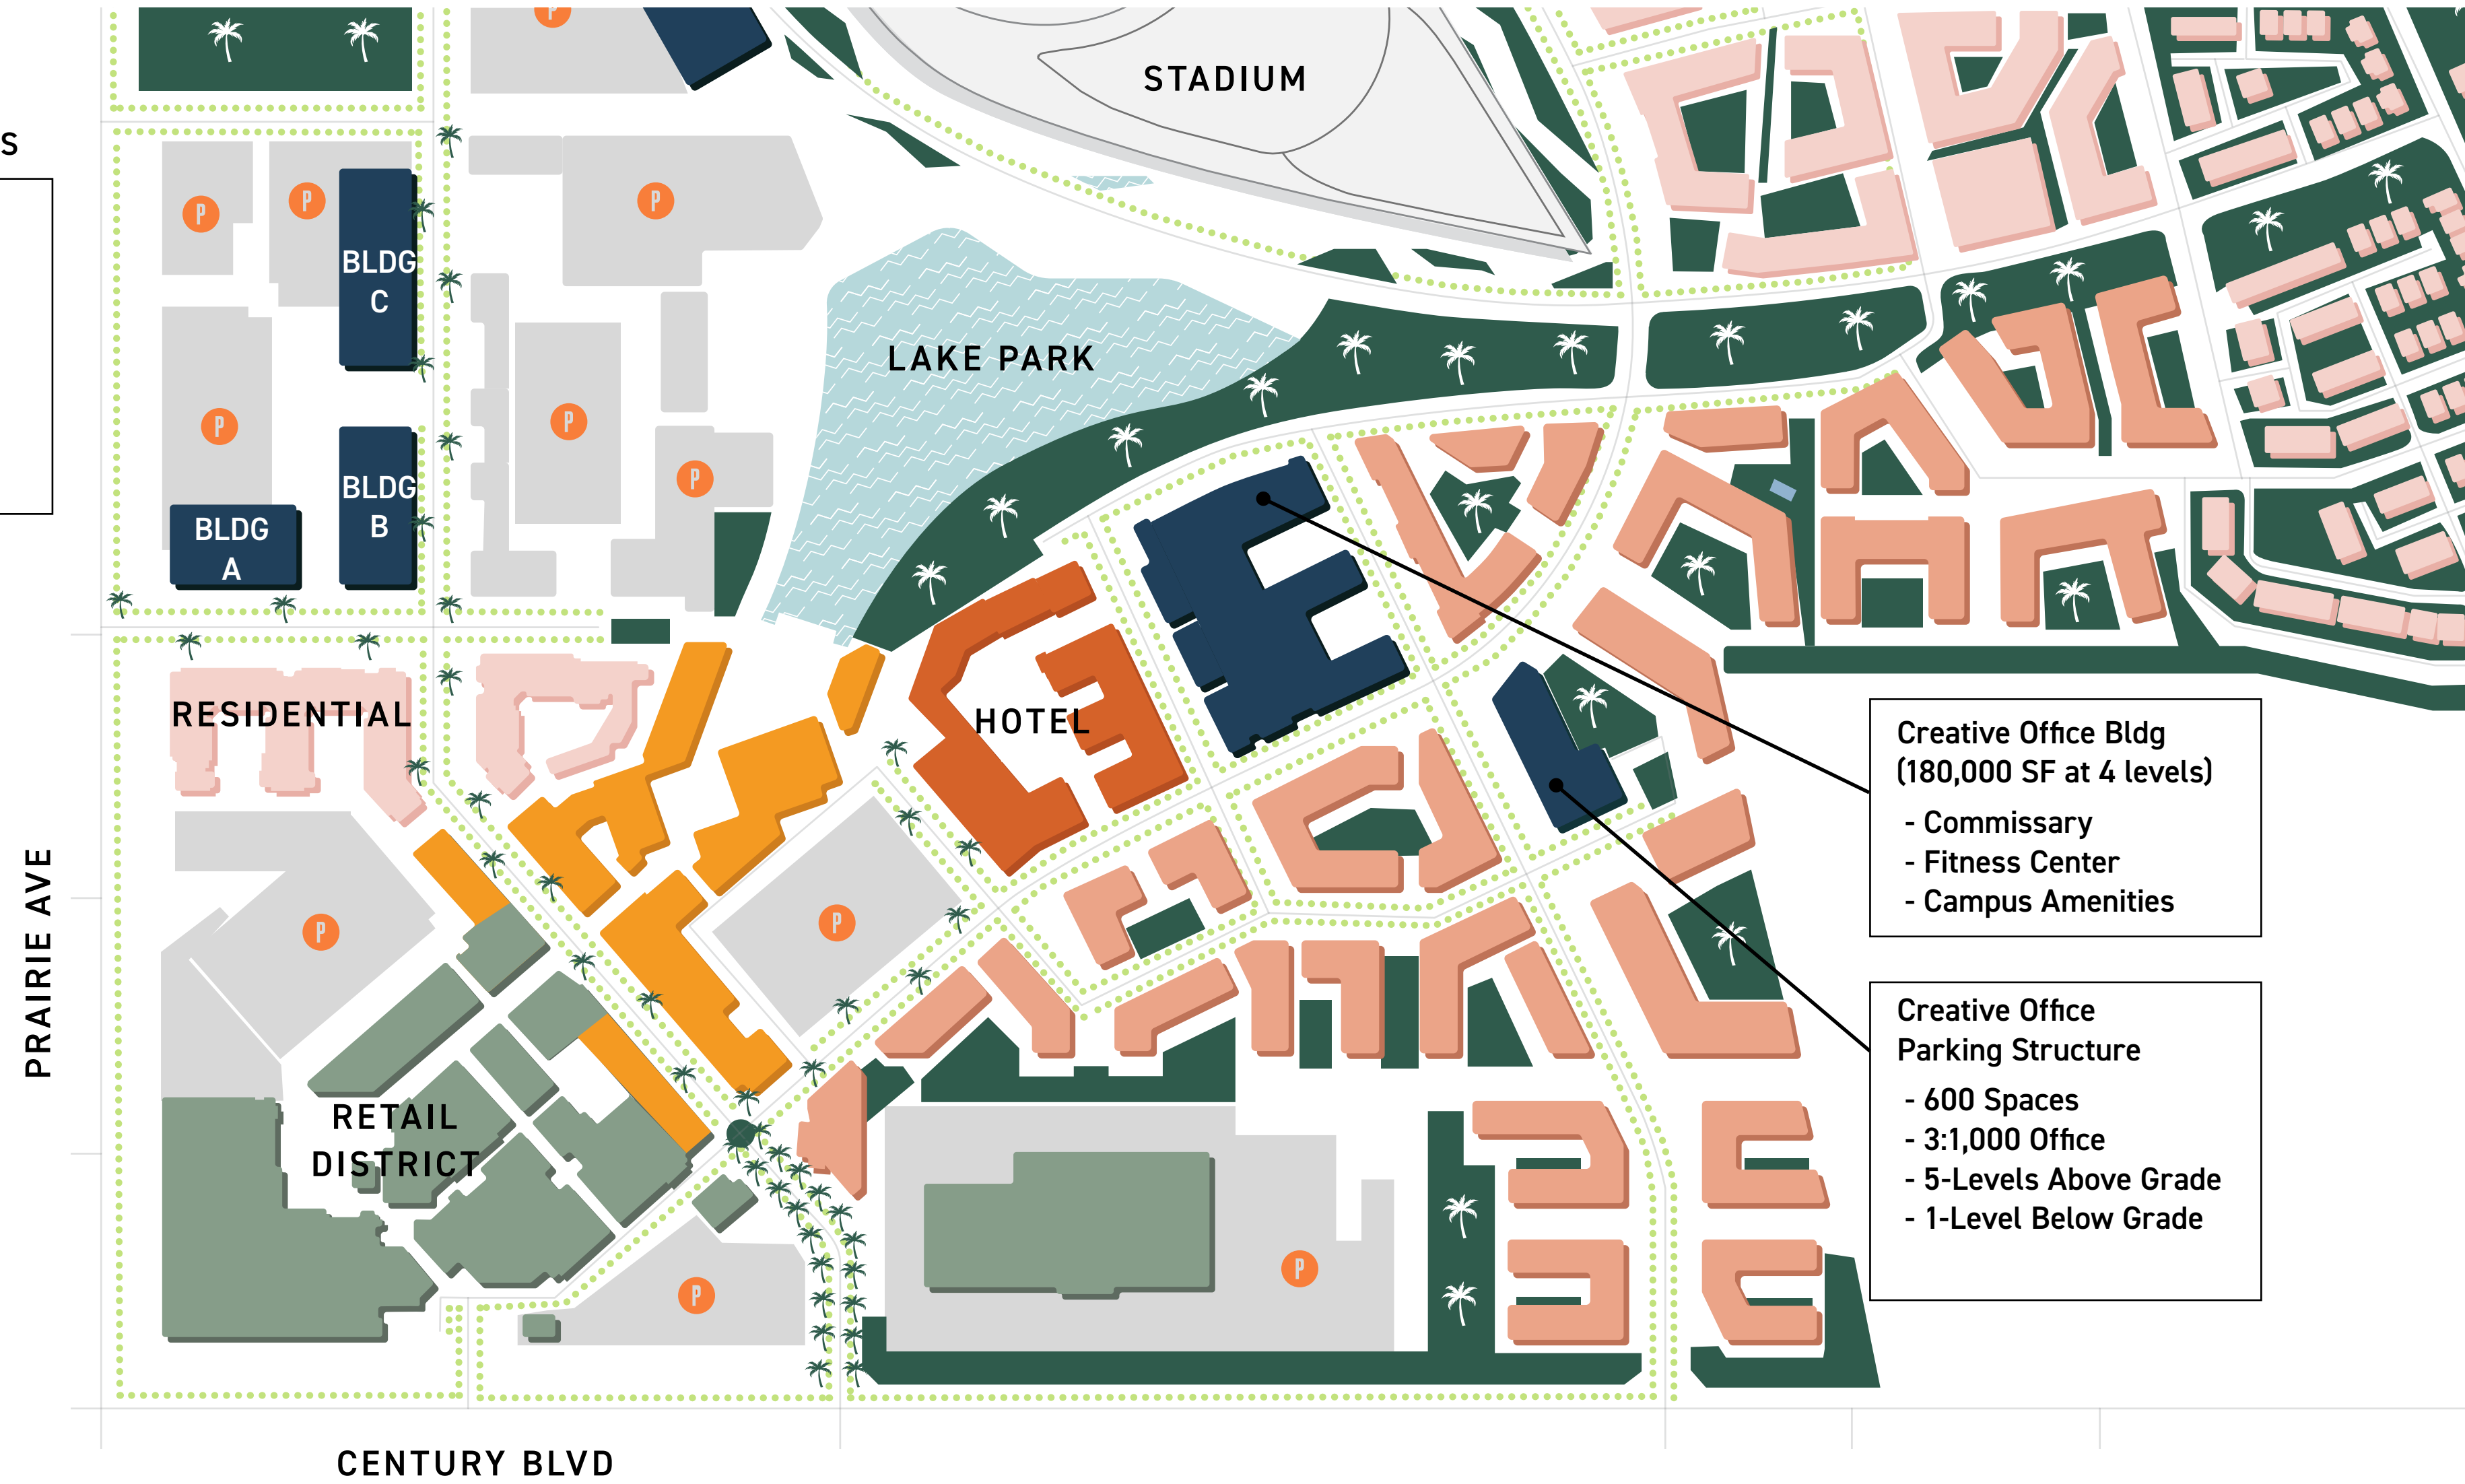 STADIUM
S
P
P
P
P
BLDG
C
LAKE PARK
P
P
P
BLDG
B
BLDG
A
RESIDENTIAL
HOTEL
Creative Office Bldg
(180,000 SF at 4 levels)
- Commissary
- Fitness Center
- Campus Amenities
PRAIRIE AVE
P
P
Creative Office
Parking Structure
- 600 Spaces
- 3:1,000 Office
- 5-Levels Above Grade
- 1-Level Below Grade
RETAIL
DISTRICT
P
P
CENTURY BLVD